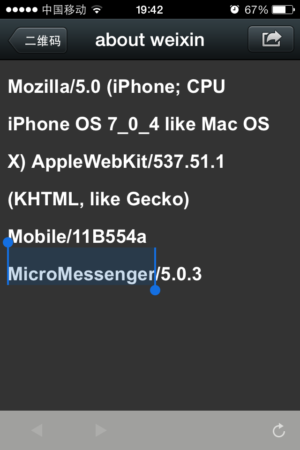 中国移动 19:42 67%
二维码 about weixin
Mozilla/5.0 (iPhone; CPU
iPhone OS 7_0_4 like Mac OS
X) AppleWebKit/537.51.1
(KHTML, like Gecko)
Mobile/11B554a
MicroMessenger/5.0.3